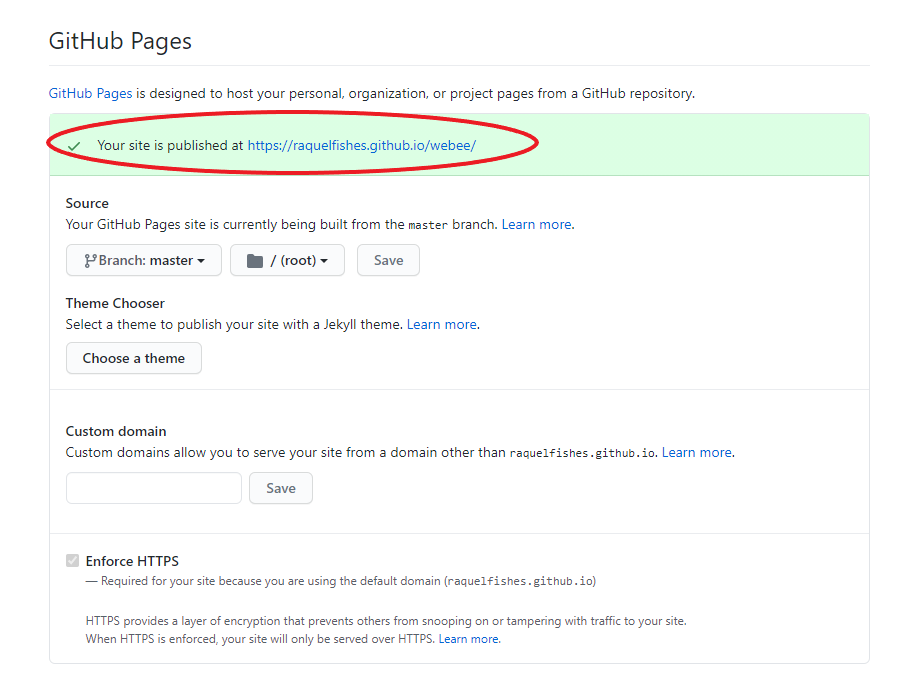 GitHub Pages
GitHub Pages is designed to host your personal, organization, or project pages from a GitHub repository.
Your site is published at https://raquelfishes.github.io/webee/
Source
Your GitHub Pages site is currently being built from the master branch. Learn more.
Branch: master / (root) Save
Theme Chooser
Select a theme to publish your site with a Jekyll theme. Learn more.
Choose a theme
Custom domain
Custom domains allow you to serve your site from a domain other than raquelfishes.github.io. Learn more.
Save
Enforce HTTPS
— Required for your site because you are using the default domain (raquelfishes.github.io)
HTTPS provides a layer of encryption that prevents others from snooping on or tampering with traffic to your site.
When HTTPS is enforced, your site will only be served over HTTPS. Learn more.